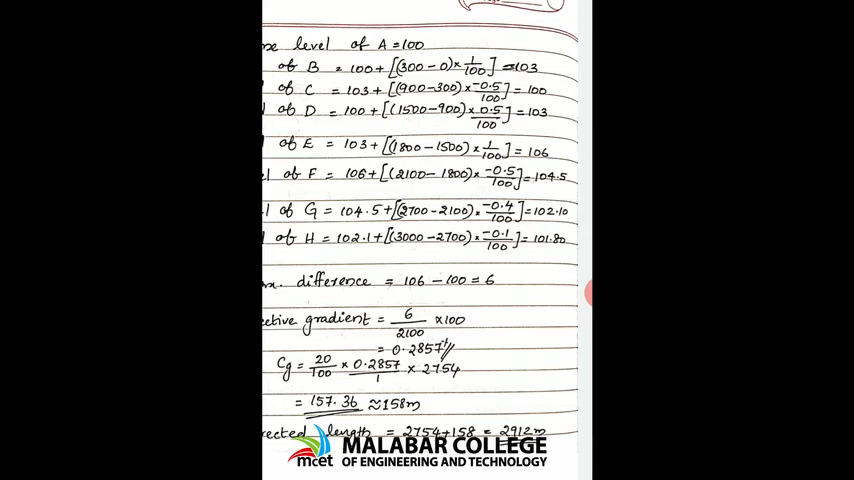 level of A = 100
of B = 100 + [(300 - 0) × 1/100] = 103
of C = 103 + [(900 - 300) × -0.5/100] = 100
of D = 100 + [(1500 - 900) × 0.5/100] = 103
of E = 103 + [(1800 - 1500) × 1/100] = 106
of F = 106 + [(2100 - 1800) × -0.5/100] = 104.5
of G = 104.5 + [(2700 - 2100) × -0.4/100] = 102.10
of H = 102.1 + [(3000 - 2700) × -0.1/100] = 101.80
difference = 106 - 100 = 6
gradient = 6/2100 × 100
= 0.2857%
Cg = 20/100 × 0.2857/1 × 2754
= 157.36 ≈ 158m
length = 2754 + 158 = 2912m
mcet MALABAR COLLEGE
OF ENGINEERING AND TECHNOLOGY